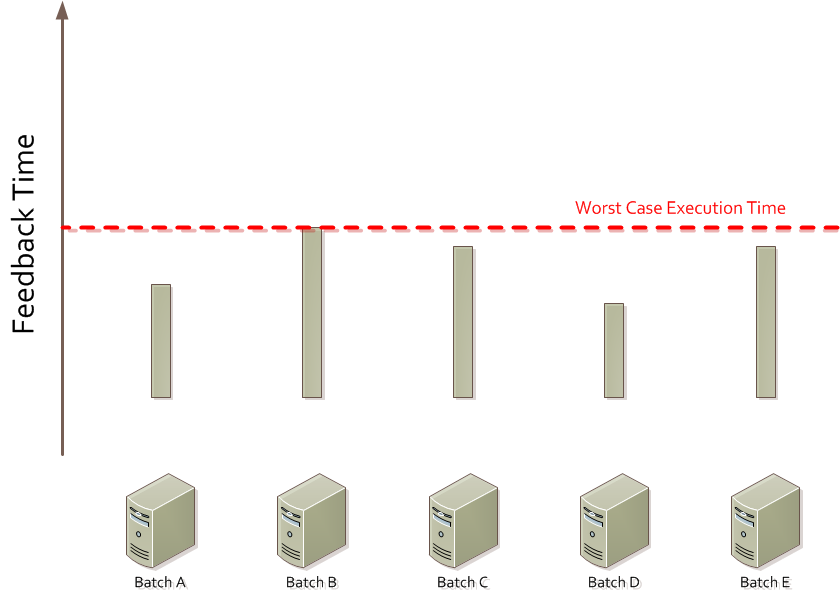 Feedback Time
Worst Case Execution Time
Batch A
Batch B
Batch C
Batch D
Batch E